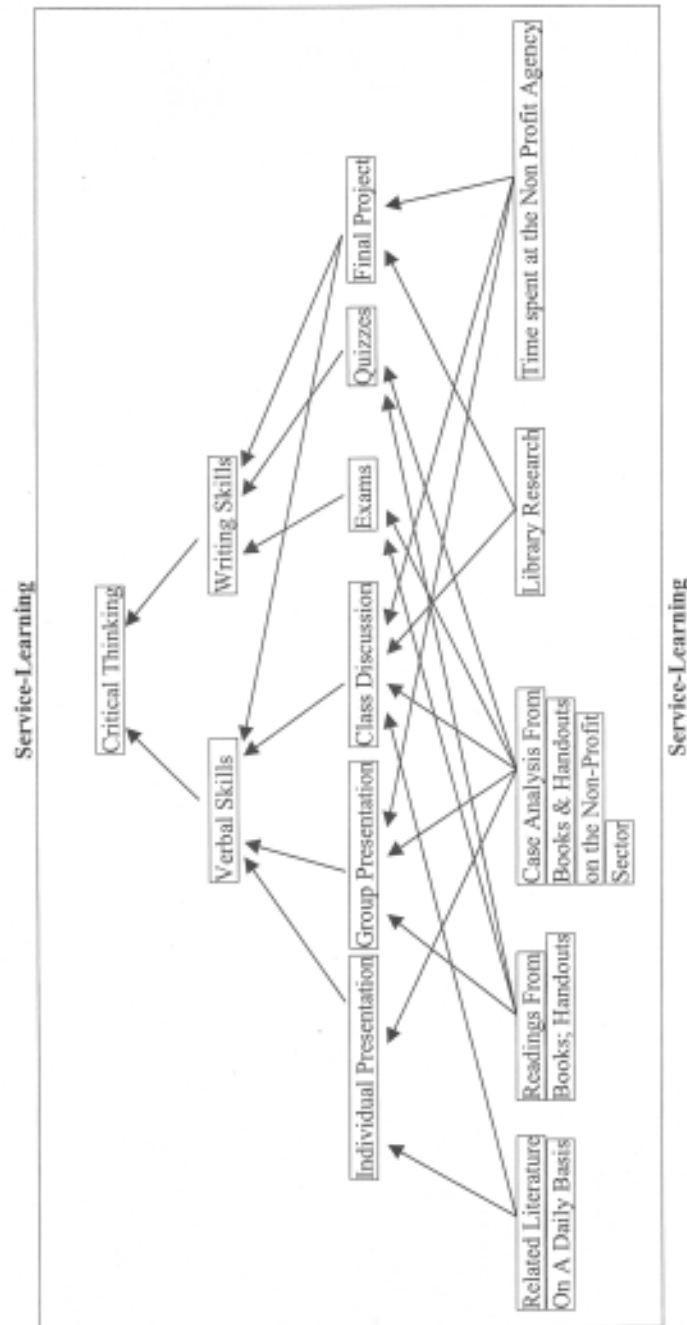 Service-Learning
Critical Thinking
Verbal Skills
Writing Skills
Individual Presentation
Group Presentation
Class Discussion
Exams
Quizzes
Final Project
Related Literature
On A Daily Basis
Readings From
Books; Handouts
Case Analysis From
Books & Handouts
on the Non-Profit
Sector
Library Research
Time spent at the Non Profit Agency
Service-Learning